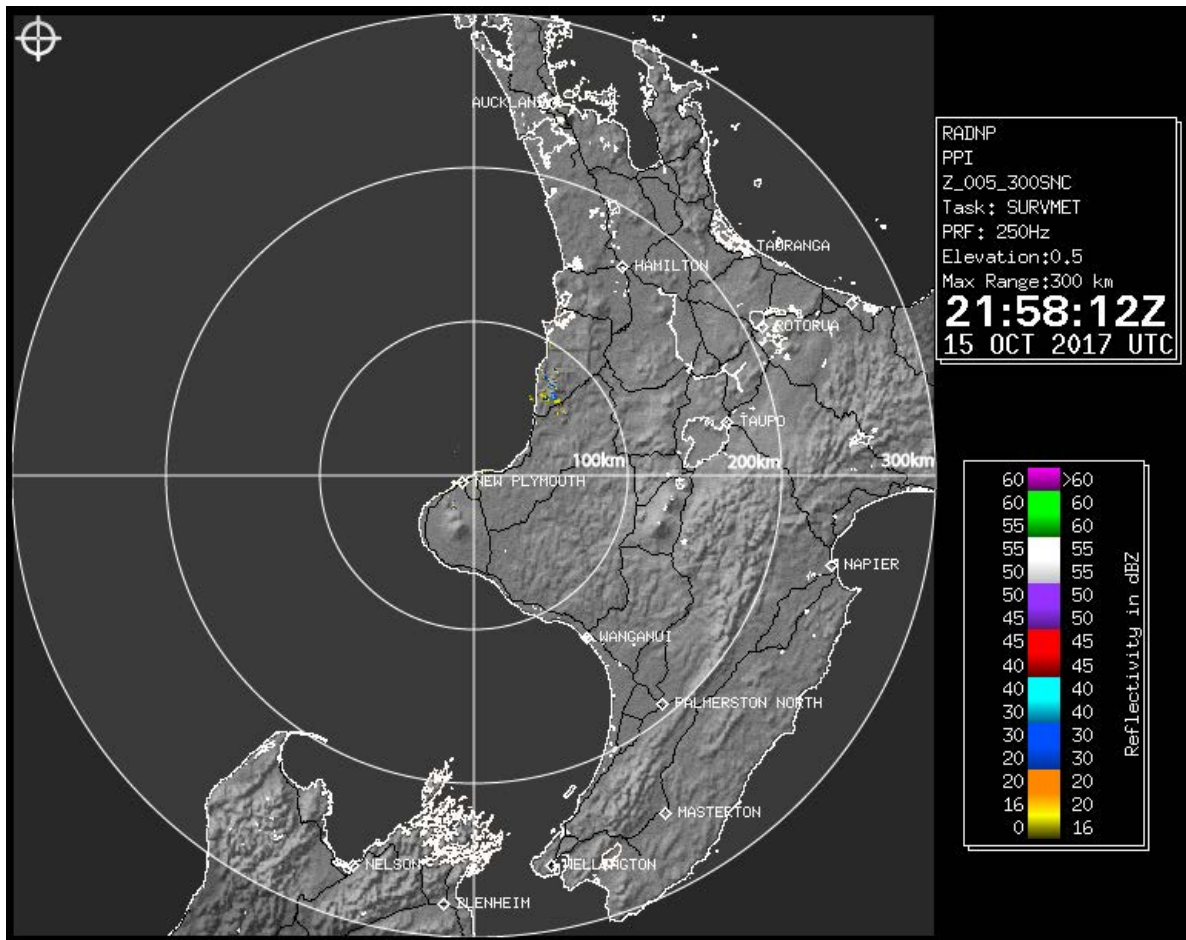 AUCKLAND
TAURANGA
HAMILTON
ROTORUA
TAUPO
100km
200km
300km
NEW PLYMOUTH
NAPIER
WANGANUI
PALMERSTON NORTH
MASTERTON
NELSON
WELLINGTON
BLENHEIM
RADNP
PPI
Z_005_300SNC
Task: SURVMET
PRF: 250Hz
Elevation:0.5
Max Range:300 km
21:58:12Z
15 OCT 2017 UTC
60 >60
60 60
55 60
55 55
50 55
50 50
45 50
45 45
40 45
40 40
30 40
30 30
20 30
20 20
16 20
0 16
Reflectivity in dBZ